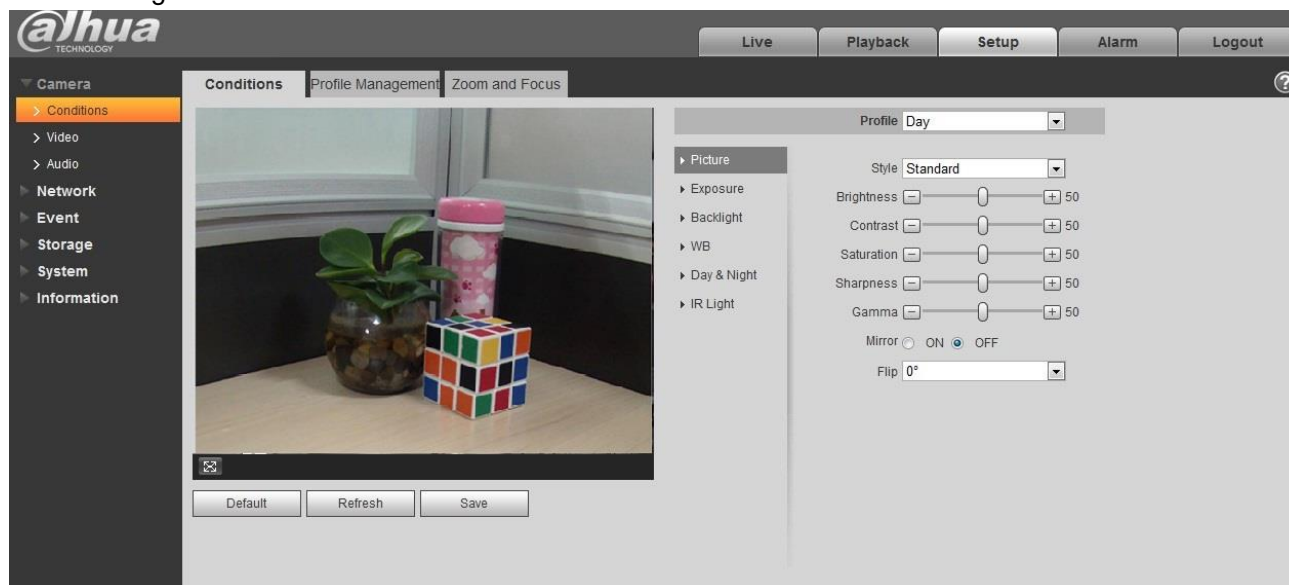 alhua
TECHNOLOGY
Live
Playback
Setup
Alarm
Logout
Camera
Conditions
Video
Audio
Network
Event
Storage
System
Information
Conditions
Profile Management
Zoom and Focus
?
Profile Day
Picture
Exposure
Backlight
WB
Day & Night
IR Light
Style Standard
Brightness 50
Contrast 50
Saturation 50
Sharpness 50
Gamma 50
Mirror ON OFF
Flip 0°
Default
Refresh
Save